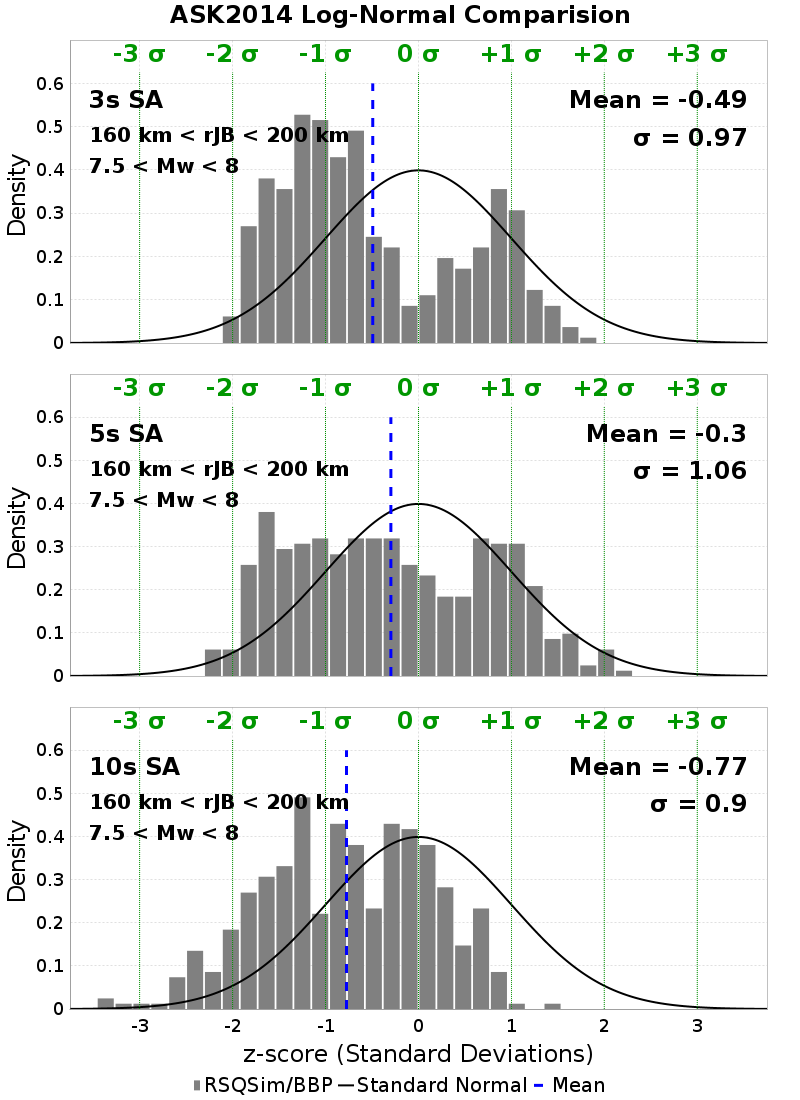 ASK2014 Log-Normal Comparision
-3 σ -2 σ -1 σ 0 σ +1 σ +2 σ +3 σ
3s SA
Mean = -0.49
160 km < rJB < 200 km
σ = 0.97
7.5 < Mw < 8
Density
0.6
0.5
0.4
0.3
0.2
0.1
0
-3 σ -2 σ -1 σ 0 σ +1 σ +2 σ +3 σ
5s SA
Mean = -0.3
160 km < rJB < 200 km
σ = 1.06
7.5 < Mw < 8
Density
0.6
0.5
0.4
0.3
0.2
0.1
0
-3 σ -2 σ -1 σ 0 σ +1 σ +2 σ +3 σ
10s SA
Mean = -0.77
160 km < rJB < 200 km
σ = 0.9
7.5 < Mw < 8
Density
0.6
0.5
0.4
0.3
0.2
0.1
0
-3 -2 -1 0 1 2 3
z-score (Standard Deviations)
RSQSim/BBP Standard Normal Mean